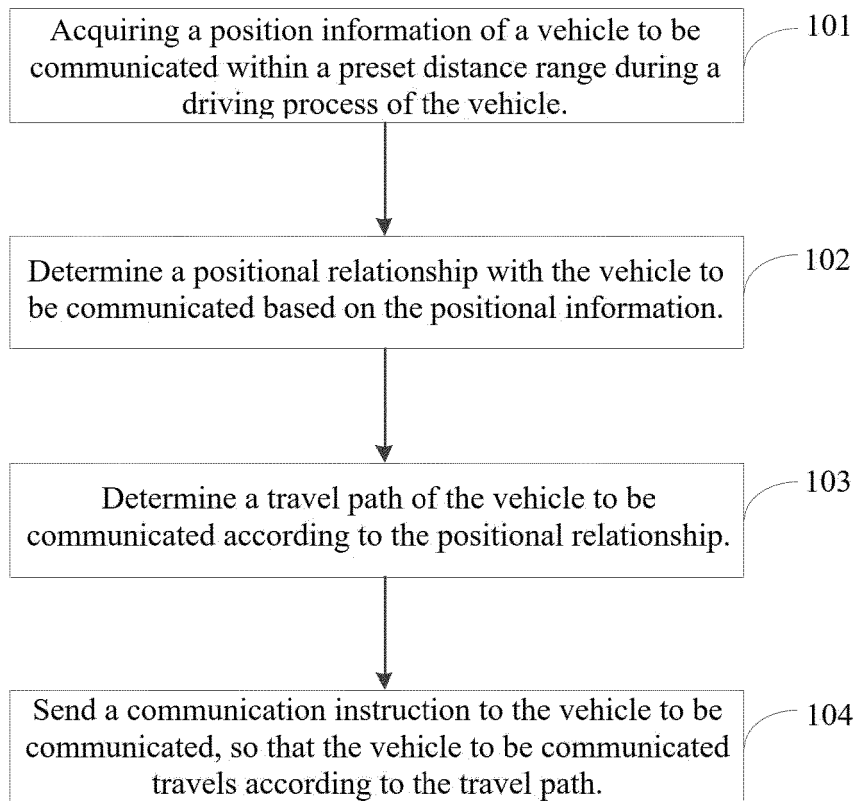 Acquiring a position information of a vehicle to be
communicated within a preset distance range during a
driving process of the vehicle.
101
Determine a positional relationship with the vehicle to
be communicated based on the positional information.
102
Determine a travel path of the vehicle to be
communicated according to the positional relationship.
103
Send a communication instruction to the vehicle to be
communicated, so that the vehicle to be communicated
travels according to the travel path.
104